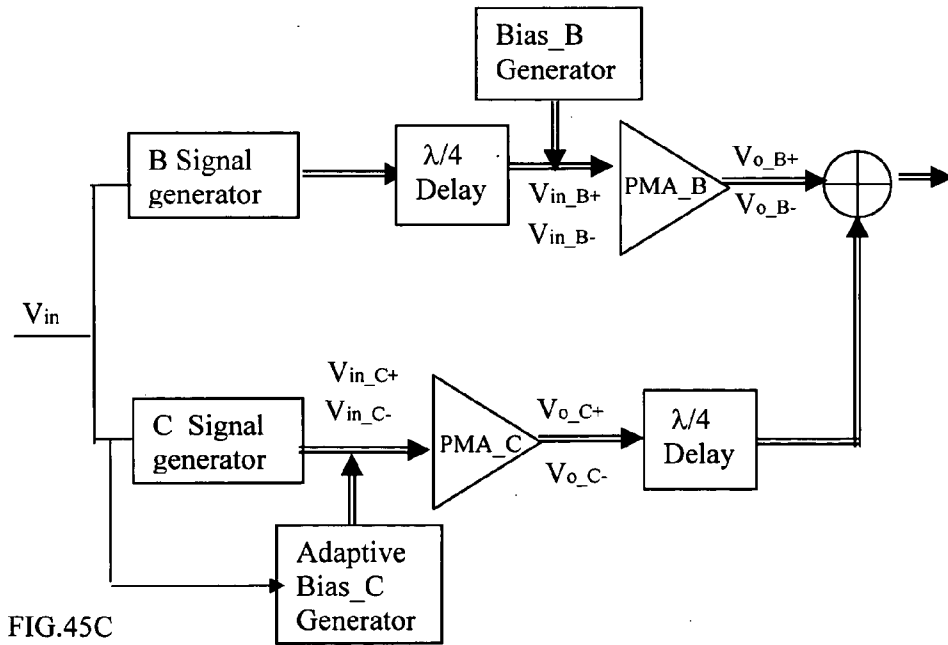 Bias_B
Generator
B Signal
generator
λ/4
Delay
Vin_B+
Vin_B-
PMA_B
Vo_B+
Vo_B-
Vin
C Signal
generator
Vin_C+
Vin_C-
PMA_C
Vo_C+
Vo_C-
λ/4
Delay
Adaptive
Bias_C
Generator
FIG.45C